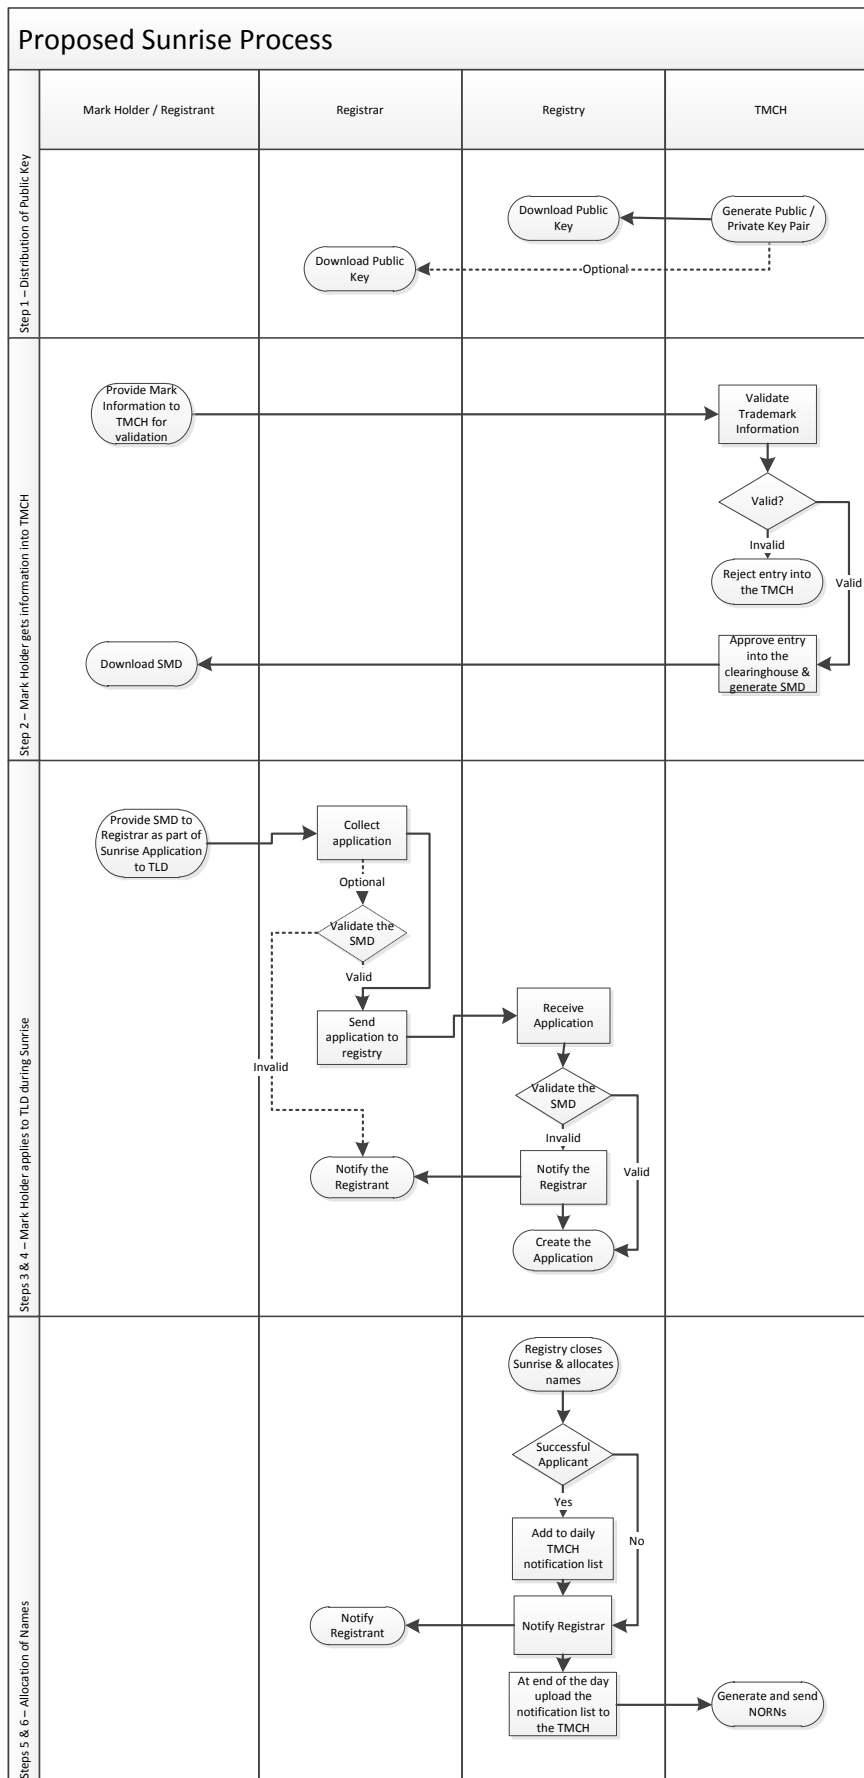 Proposed Sunrise Process
Mark Holder / Registrant
Registrar
Registry
TMCH
Step 1 – Distribution of Public Key
Download Public
Key
Generate Public /
Private Key Pair
Download Public
Key
Optional
Step 2 – Mark Holder gets information into TMCH
Provide Mark
Information to
TMCH for
validation
Validate
Trademark
Information
Valid?
Invalid
Valid
Reject entry into
the TMCH
Download SMD
Approve entry
into the
clearinghouse &
generate SMD
Steps 3 & 4 – Mark Holder applies to TLD during Sunrise
Provide SMD to
Registrar as part of
Sunrise Application
to TLD
Collect
application
Optional
Validate the
SMD
Valid
Send
application to
registry
Invalid
Receive
Application
Validate the
SMD
Invalid
Valid
Notify the
Registrant
Notify the
Registrar
Create the
Application
Steps 5 & 6 – Allocation of Names
Registry closes
Sunrise & allocates
names
Successful
Applicant
Yes
No
Add to daily
TMCH
notification list
Notify
Registrant
Notify Registrar
At end of the day
upload the
notification list to
the TMCH
Generate and send
NORNs